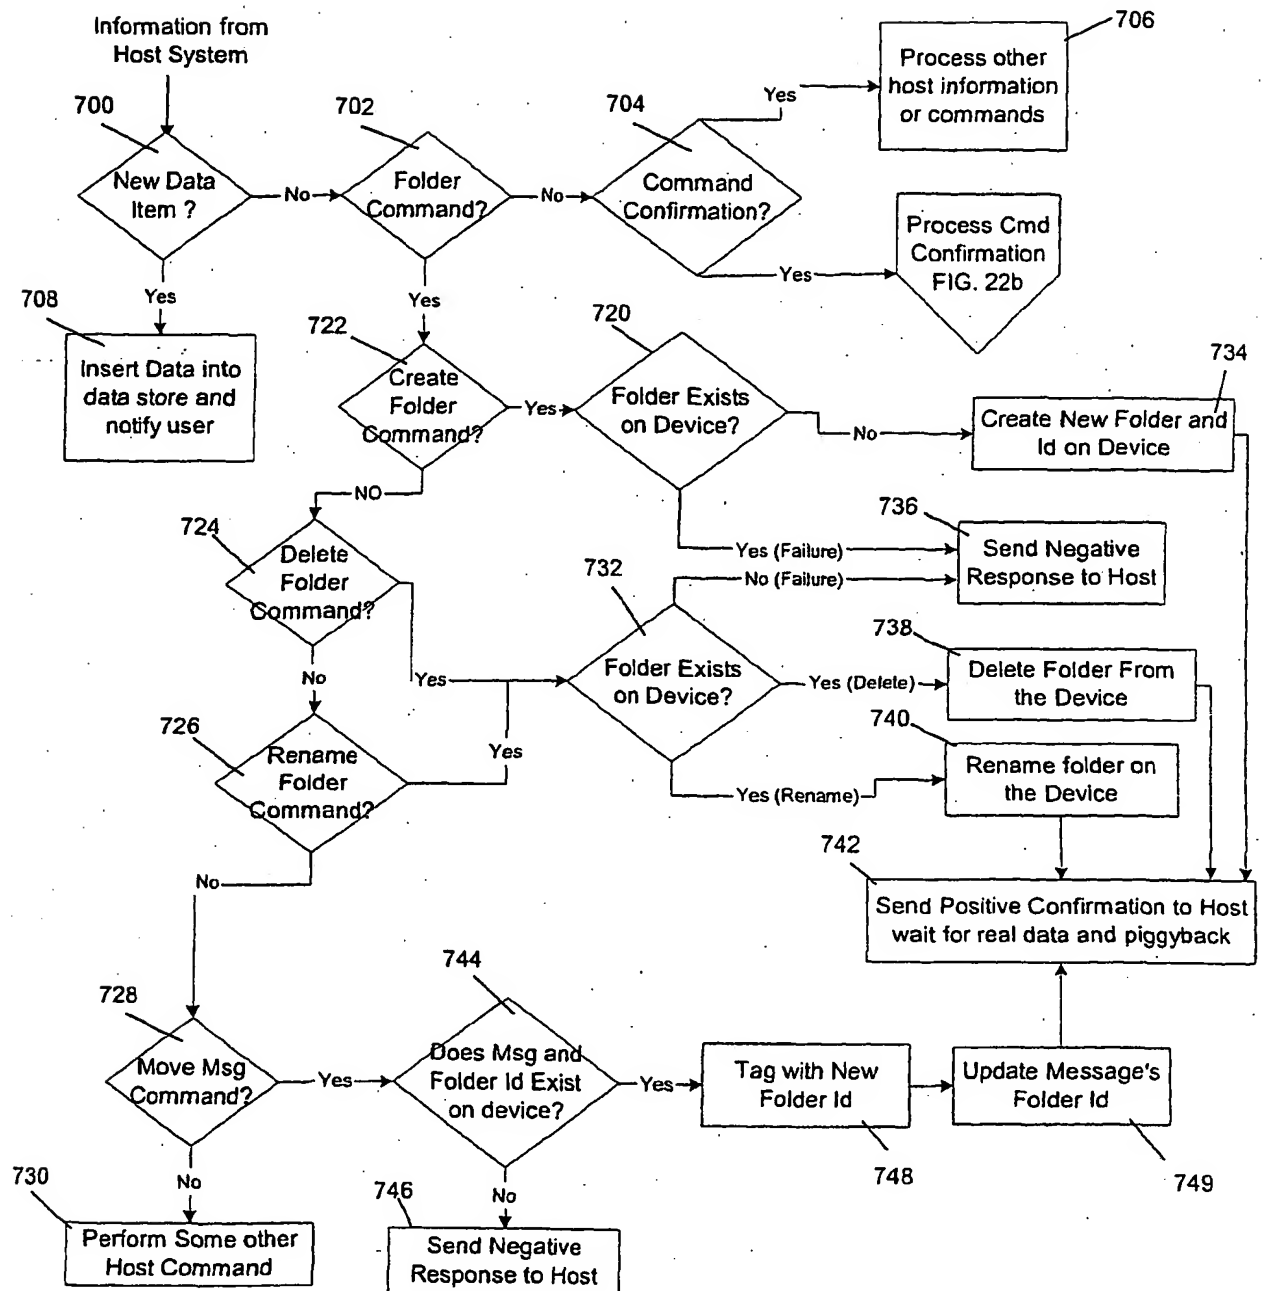 Information from
Host System
706
Process other
host information
or commands
700
702
704
Yes
New Data
Item ?
No
Folder
Command?
No
Command
Confirmation?
Process Cmd
Confirmation
FIG. 22b
Yes
Yes
Yes
708
Insert Data into
data store and
notify user
722
Create
Folder
Command?
Yes
720
Folder Exists
on Device?
No
734
Create New Folder and
Id on Device
NO
724
Delete
Folder
Command?
736
Yes (Failure)
No (Failure)
Send Negative
Response to Host
732
Folder Exists
on Device?
No
Yes
738
Yes (Delete)
Delete Folder From
the Device
726
Rename
Folder
Command?
Yes
740
Yes (Rename)
Rename folder on
the Device
No
742
Send Positive Confirmation to Host
wait for real data and piggyback
728
Move Msg
Command?
Yes
744
Does Msg and
Folder Id Exist
on device?
Yes
Tag with New
Folder Id
748
Update Message's
Folder Id
749
No
730
Perform Some other
Host Command
No
746
Send Negative
Response to Host